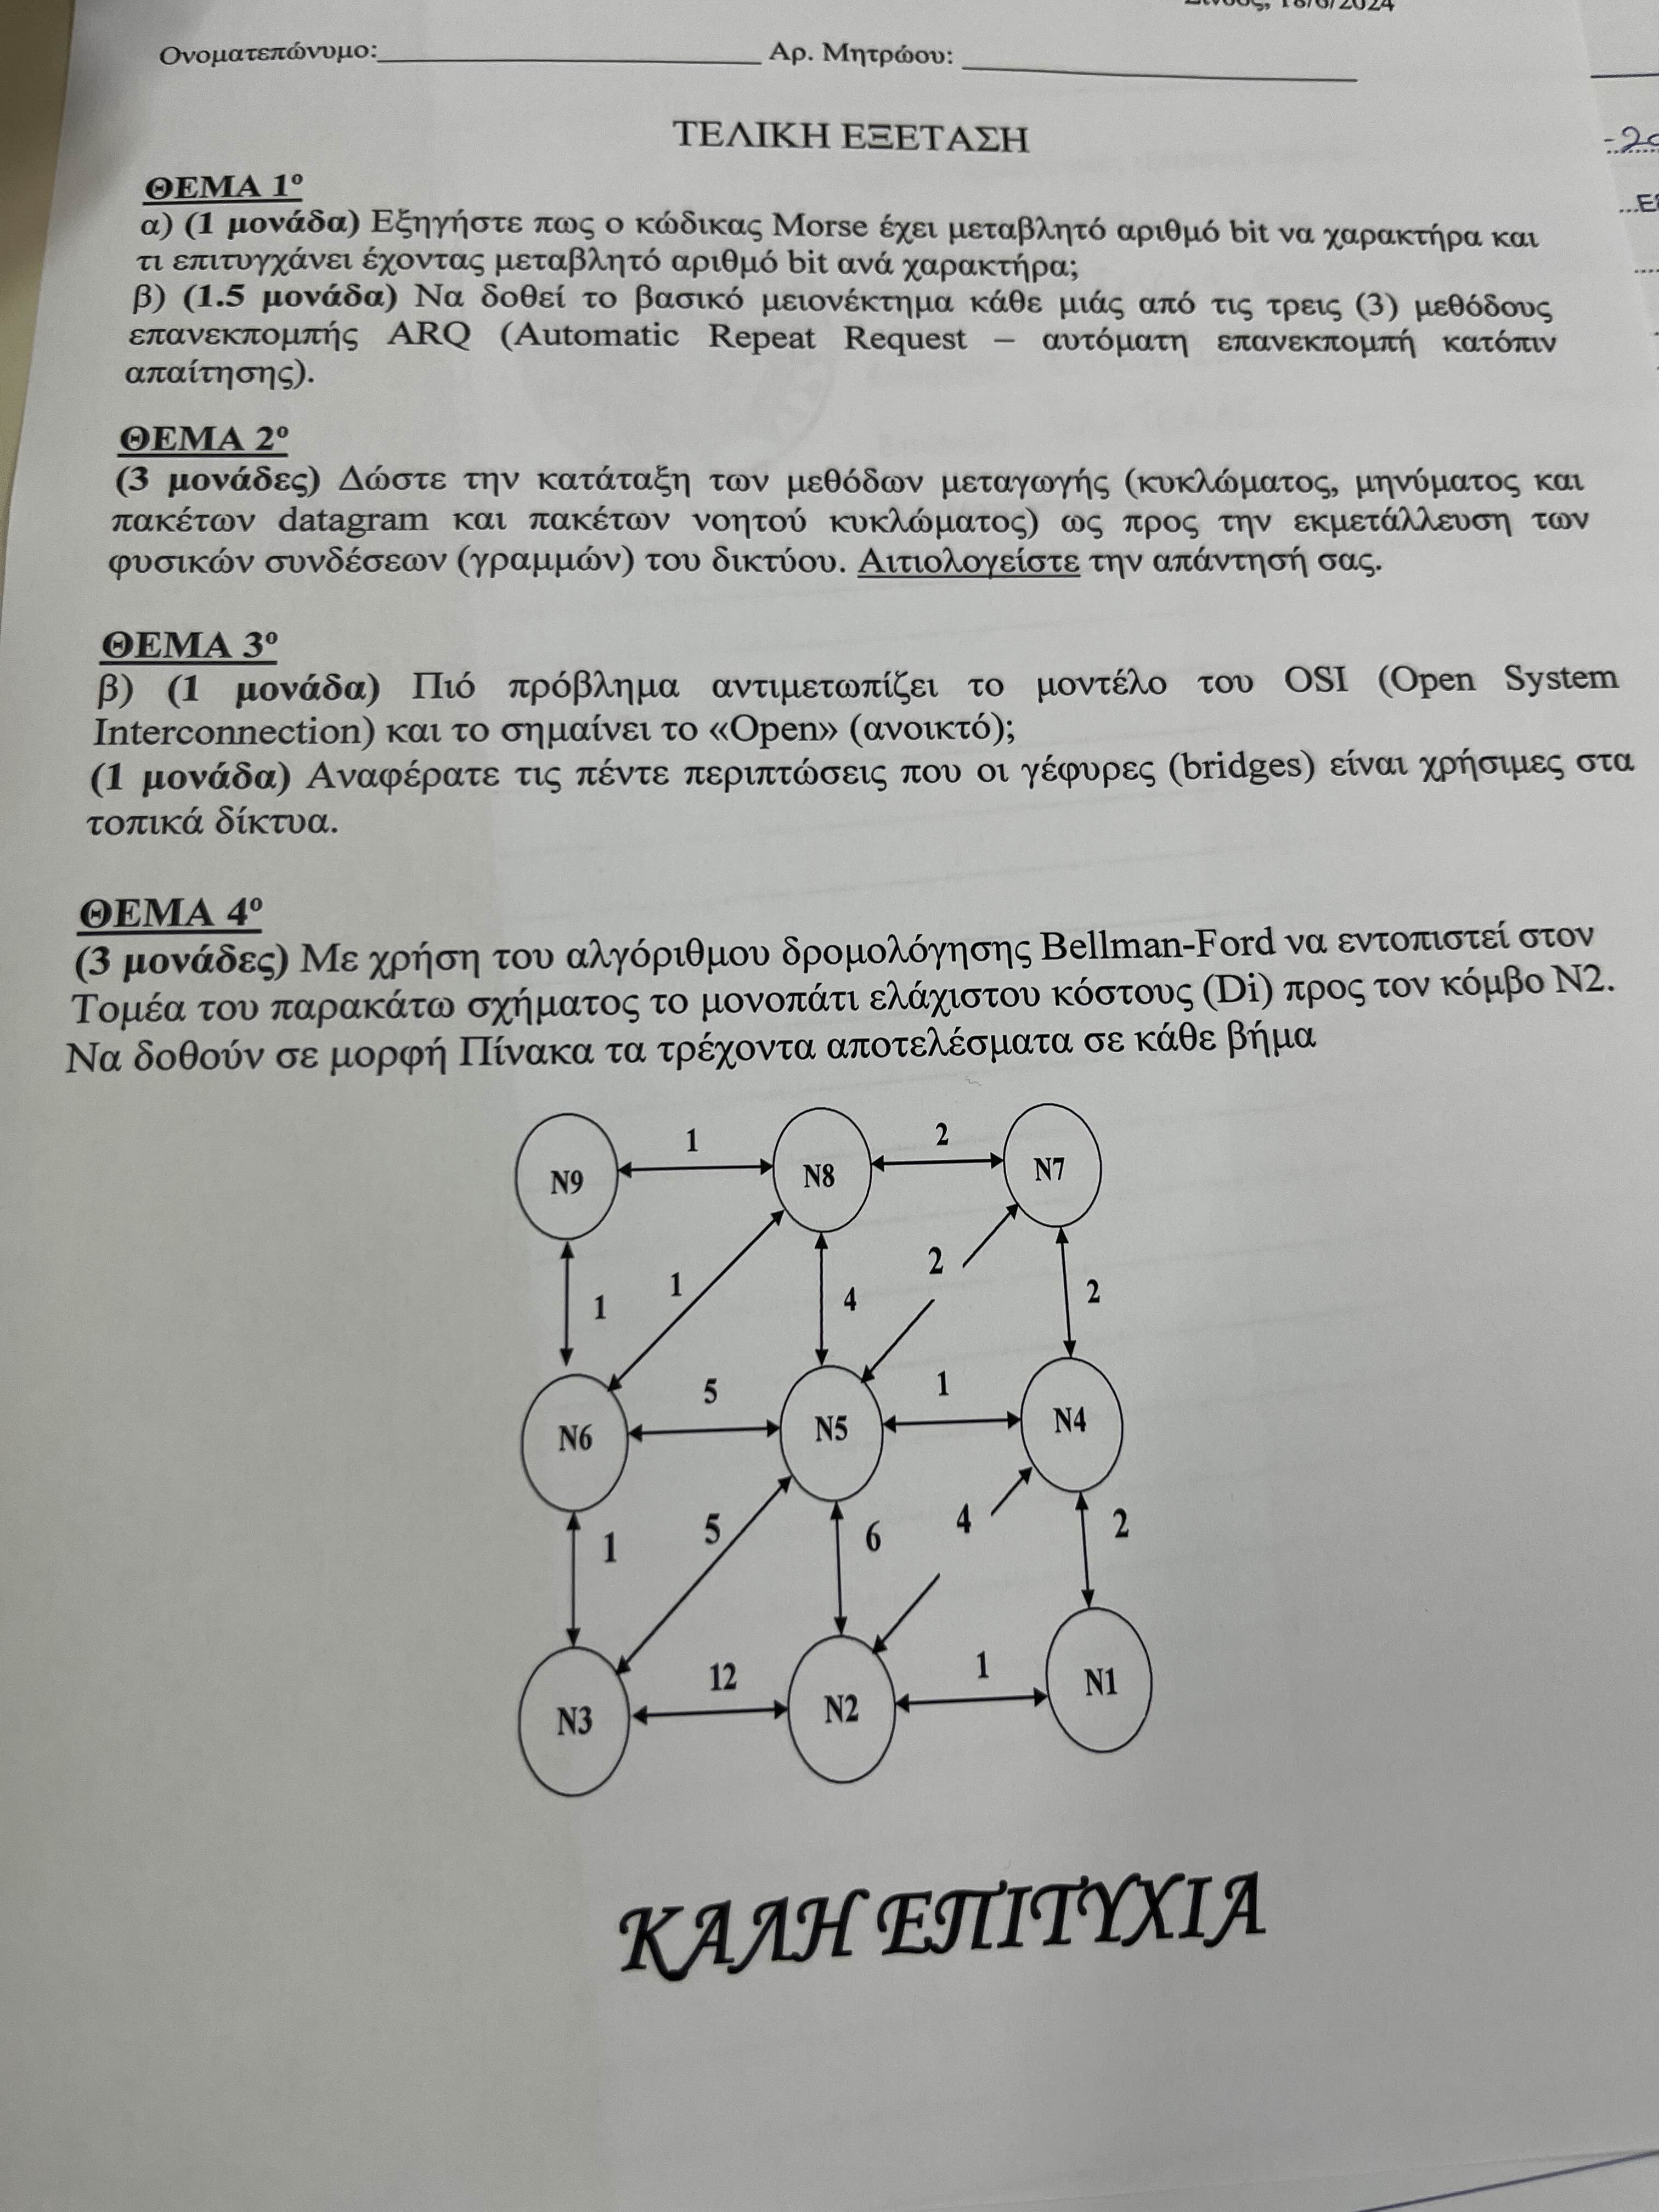 18/6/2024
Ονοματεπώνυμο: Αρ. Μητρώου:
ΤΕΛΙΚΗ ΕΞΕΤΑΣΗ
ΘΕΜΑ 1º
α) (1 μονάδα) Εξηγήστε πως ο κώδικας Morse έχει μεταβλητό αριθμό bit να χαρακτήρα και
τι επιτυγχάνει έχοντας μεταβλητό αριθμό bit ανά χαρακτήρα;
β) (1.5 μονάδα) Να δοθεί το βασικό μειονέκτημα κάθε μιάς από τις τρεις (3) μεθόδους
επανεκπομπής ARQ (Automatic Repeat Request – αυτόματη επανεκπομπή κατόπιν
απαίτησης).
ΘΕΜΑ 2º
(3 μονάδες) Δώστε την κατάταξη των μεθόδων μεταγωγής (κυκλώματος, μηνύματος και
πακέτων datagram και πακέτων νοητού κυκλώματος) ως προς την εκμετάλλευση των
φυσικών συνδέσεων (γραμμών) του δικτύου. Αιτιολογείστε την απάντησή σας.
ΘΕΜΑ 3º
β) (1 μονάδα) Πιό πρόβλημα αντιμετωπίζει το μοντέλο του OSI (Open System
Interconnection) και το σημαίνει το «Open» (ανοικτό);
(1 μονάδα) Αναφέρατε τις πέντε περιπτώσεις που οι γέφυρες (bridges) είναι χρήσιμες στα
τοπικά δίκτυα.
ΘΕΜΑ 4º
(3 μονάδες) Με χρήση του αλγόριθμου δρομολόγησης Bellman-Ford να εντοπιστεί στον
Τομέα του παρακάτω σχήματος το μονοπάτι ελάχιστου κόστους (Di) προς τον κόμβο N2.
Να δοθούν σε μορφή Πίνακα τα τρέχοντα αποτελέσματα σε κάθε βήμα
N9 1 N8 2 N7
1 1 4 2 2
N6 5 N5 1 N4
1 5 6 4 2
N3 12 N2 1 N1
ΚΑΛΗ ΕΠΙΤΥΧΙΑ